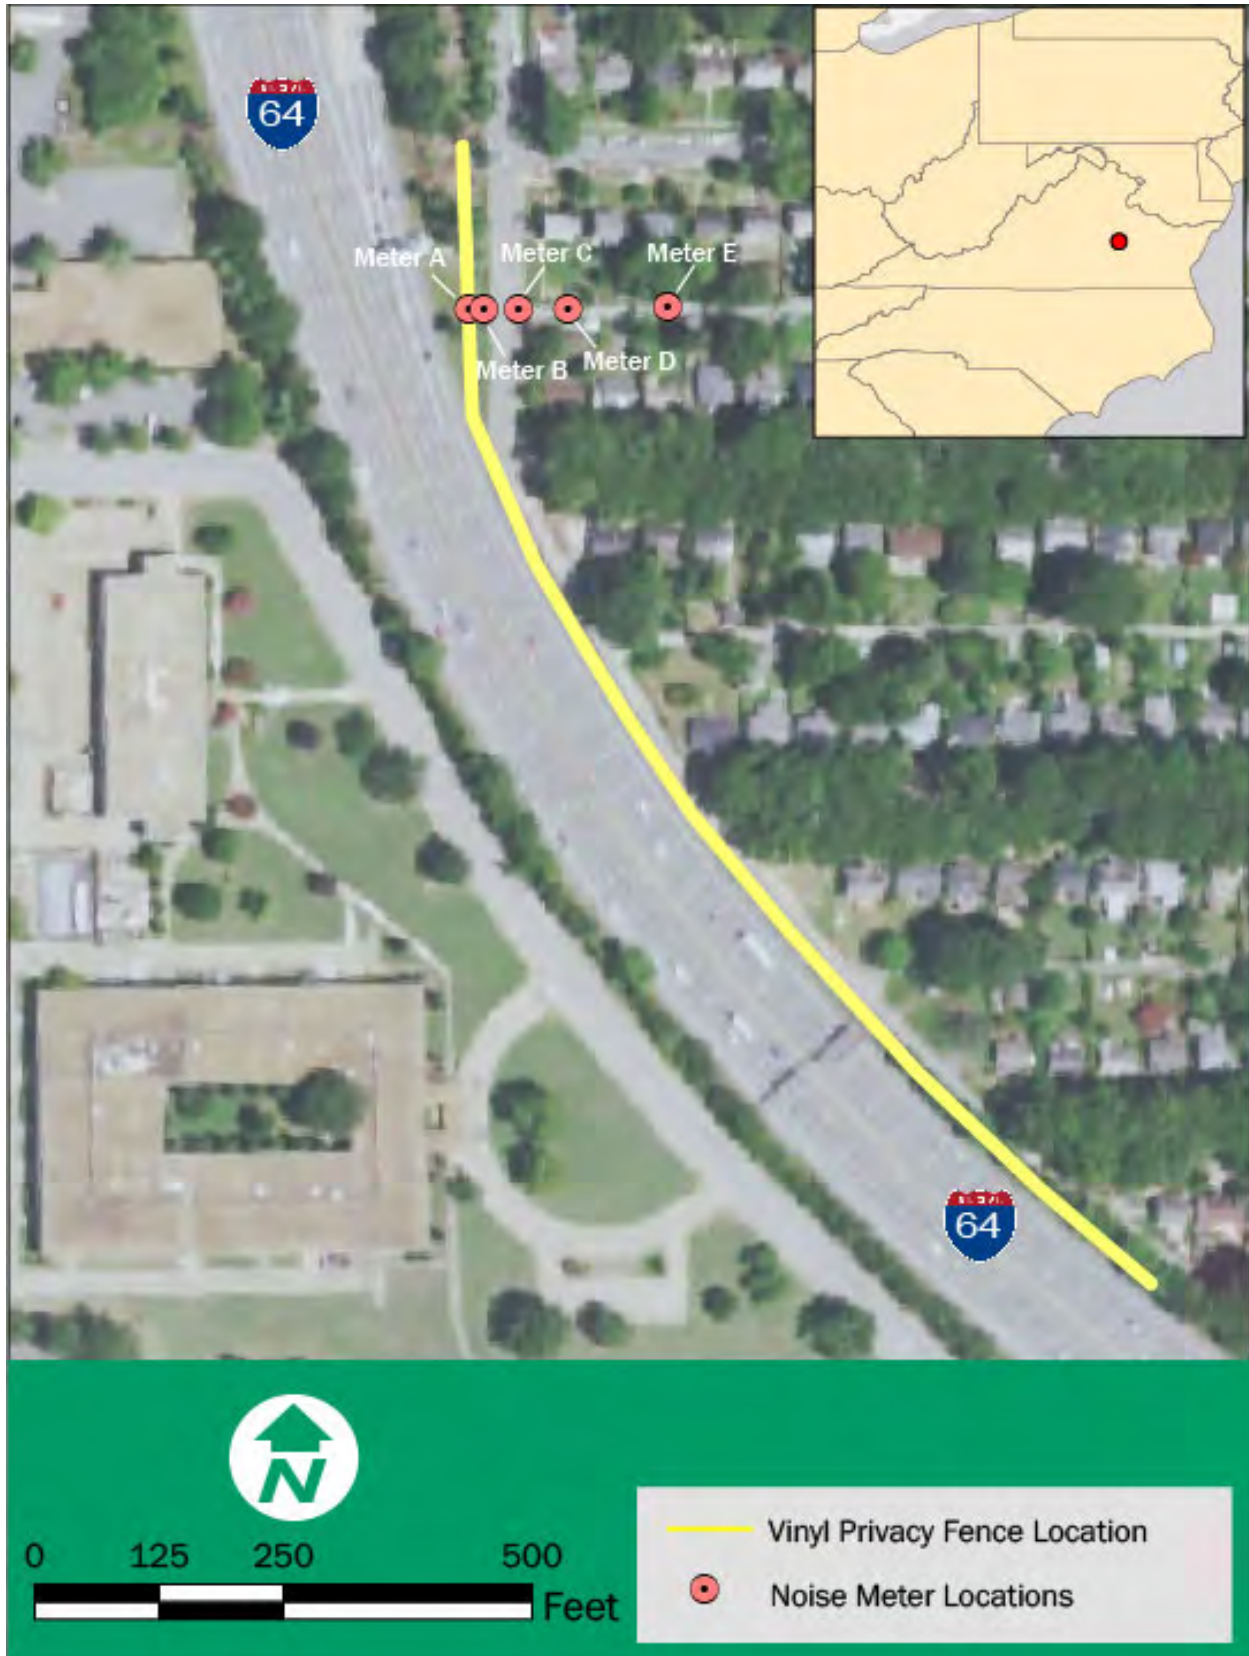 64
Meter A
Meter C
Meter E
Meter B
Meter D
64
N
0 125 250 500
Feet
Vinyl Privacy Fence Location
Noise Meter Locations